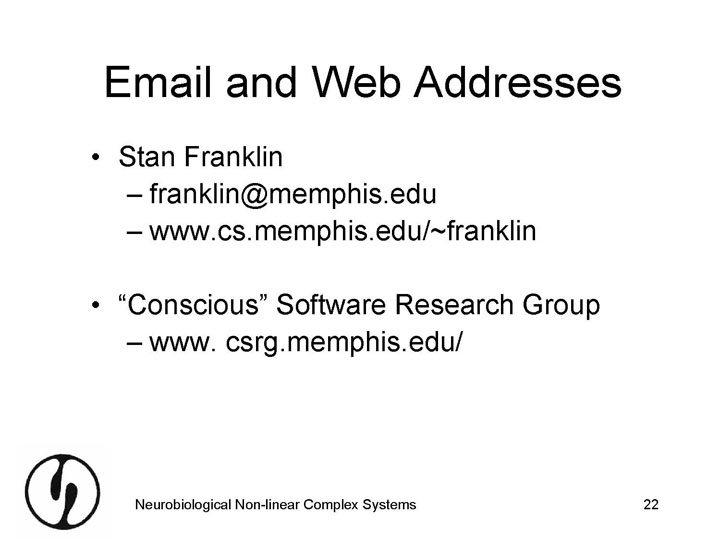 Email and Web Addresses
• Stan Franklin
– franklin@memphis.edu
– www.cs.memphis.edu/~franklin
• “Conscious” Software Research Group
– www. csrg.memphis.edu/
Neurobiological Non-linear Complex Systems 22